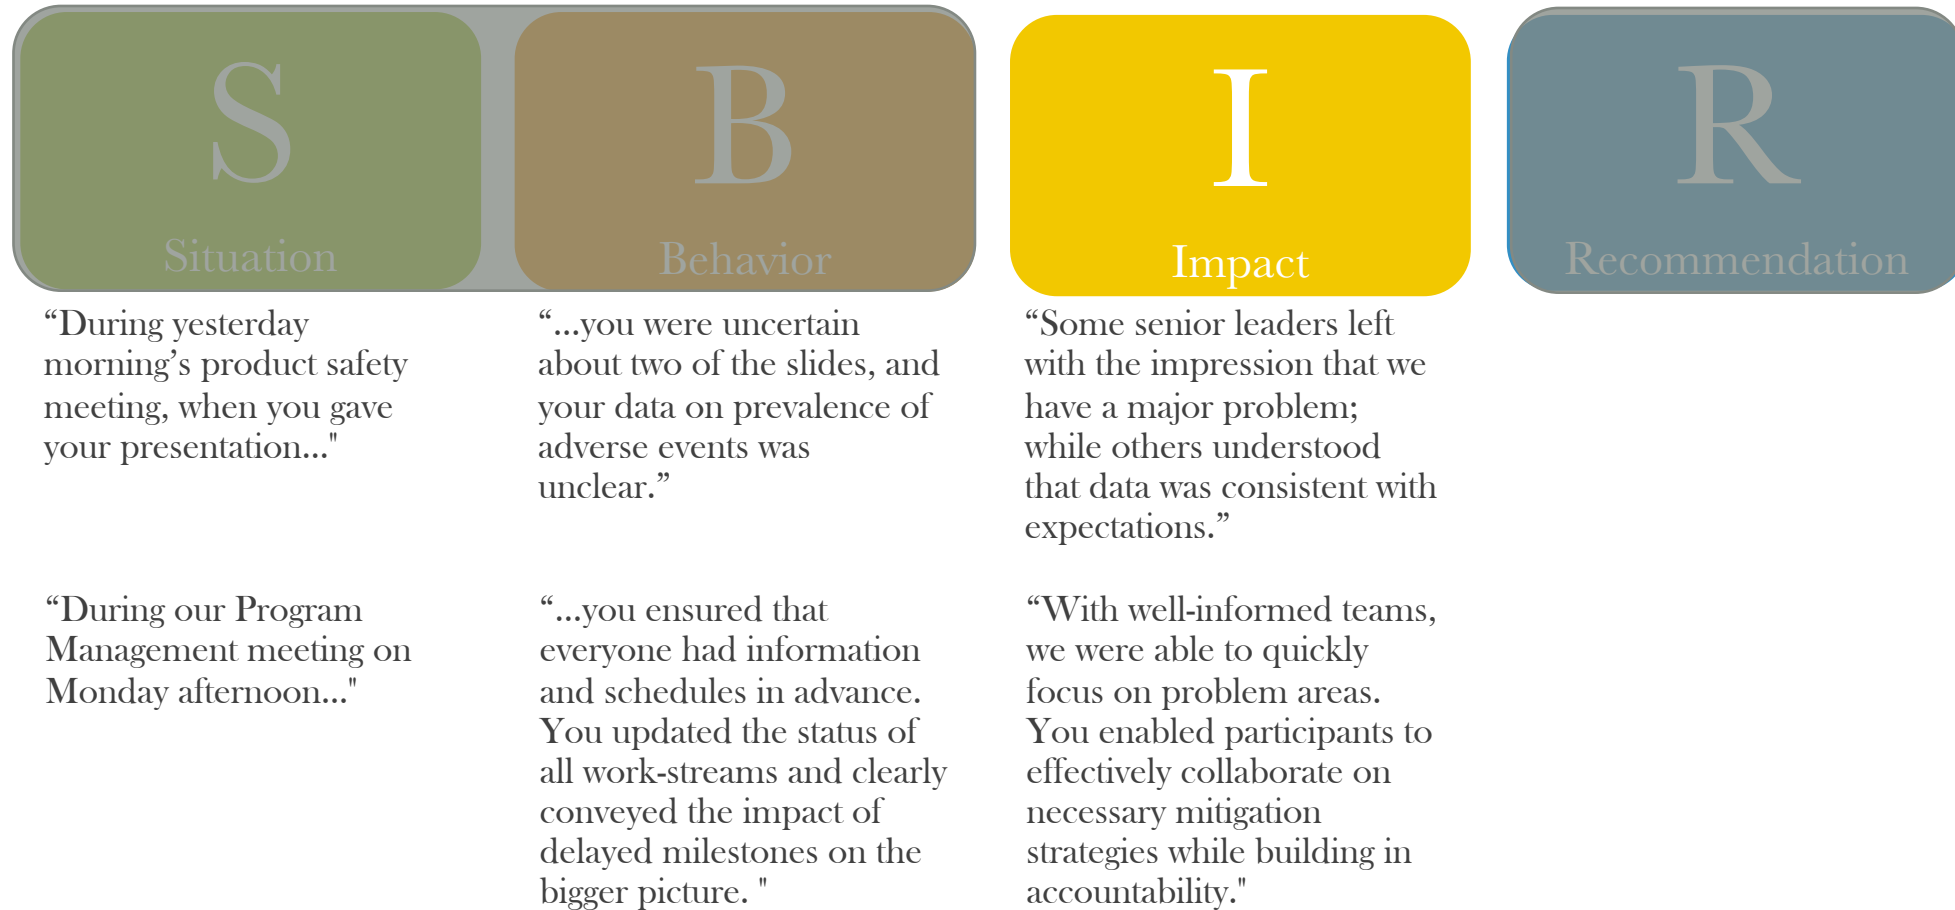 S
Situation
B
Behavior
I
Impact
R
Recommendation
“During yesterday
morning’s product safety
meeting, when you gave
your presentation..."
“...you were uncertain
about two of the slides, and
your data on prevalence of
adverse events was
unclear.”
“Some senior leaders left
with the impression that we
have a major problem;
while others understood
that data was consistent with
expectations.”
“During our Program
Management meeting on
Monday afternoon..."
“...you ensured that
everyone had information
and schedules in advance.
You updated the status of
all work-streams and clearly
conveyed the impact of
delayed milestones on the
bigger picture. "
“With well-informed teams,
we were able to quickly
focus on problem areas.
You enabled participants to
effectively collaborate on
necessary mitigation
strategies while building in
accountability."